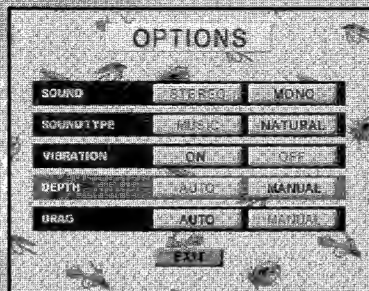 OPTIONS
SOUND STEREO MONO
SOUNDTYPE MUSIC NATURAL
VIBRATION ON OFF
DEPTH AUTO MANUAL
DRAG AUTO MANUAL
EXIT